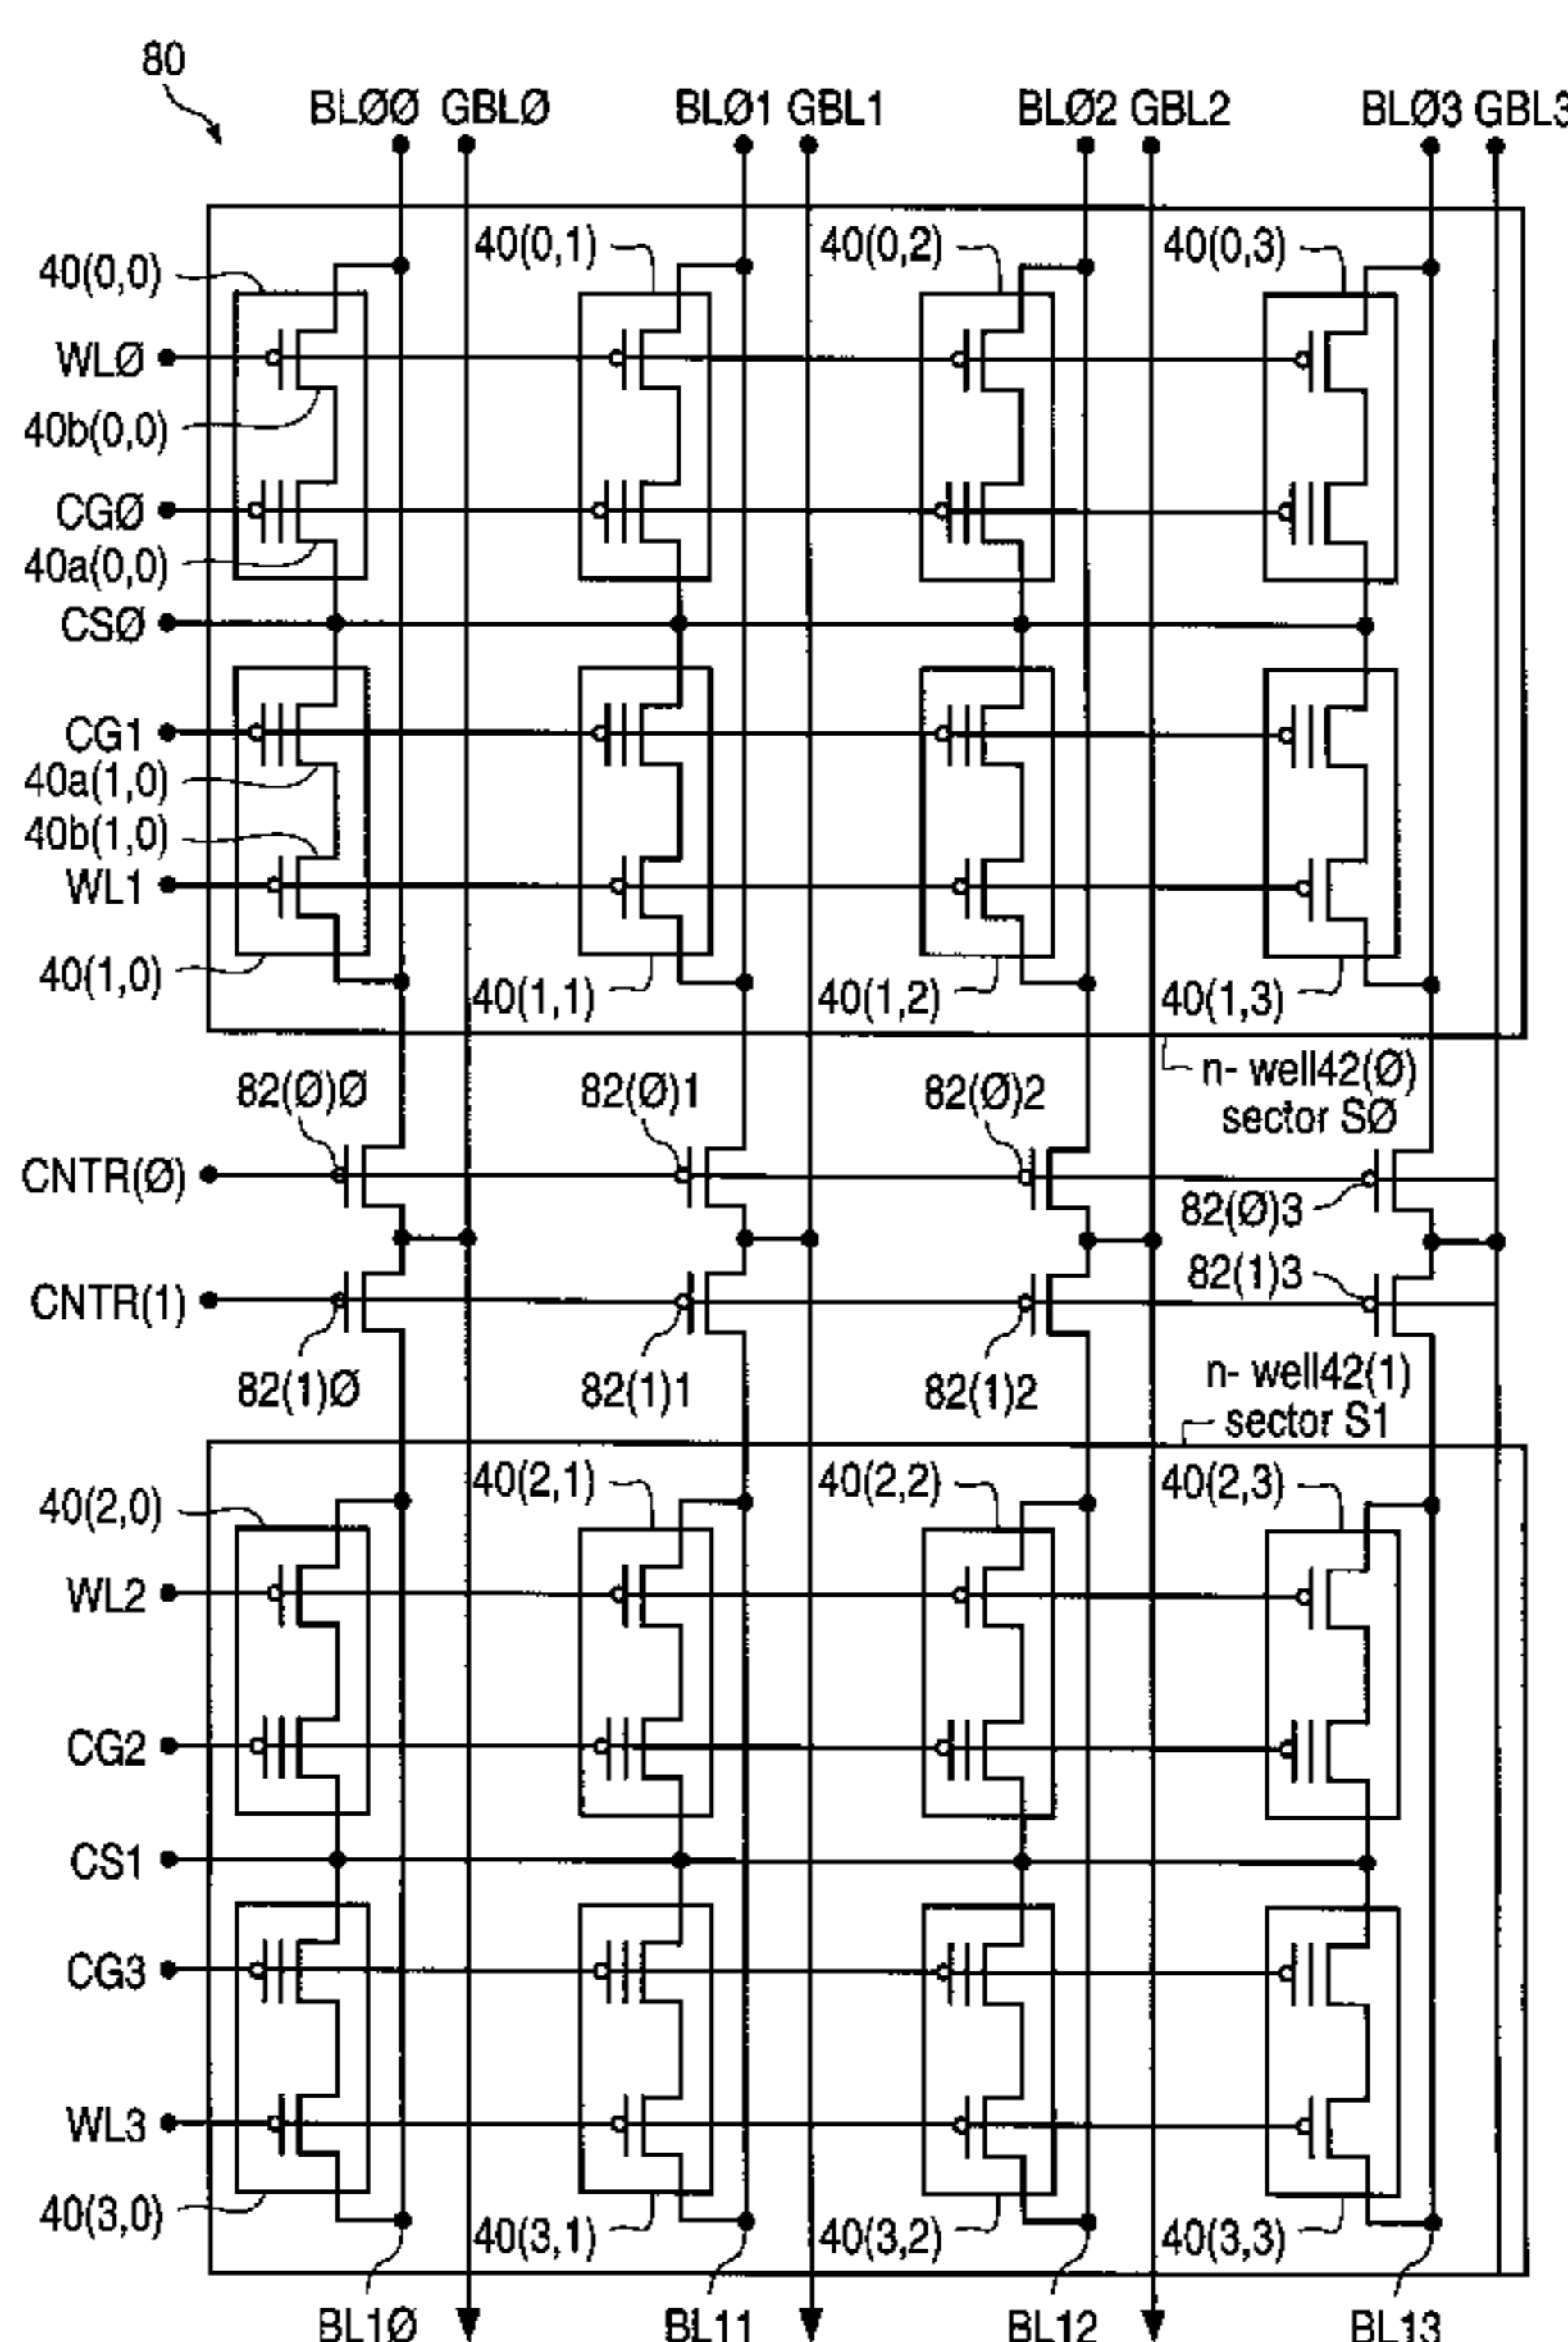 80
BLØØ GBLØ BLØ1 GBL1 BLØ2 GBL2 BLØ3 GBL3
40(0,0) 40(0,1) 40(0,2) 40(0,3)
WLØ
40b(0,0)
CGØ
40a(0,0)
CSØ
CG1
40a(1,0)
40b(1,0)
WL1
40(1,0) 40(1,1) 40(1,2) 40(1,3)
n- well42(Ø)
sector SØ
82(Ø)Ø 82(Ø)1 82(Ø)2
CNTR(Ø)
82(Ø)3
82(1)3
CNTR(1)
82(1)Ø 82(1)1 82(1)2
n- well42(1)
sector S1
40(2,0) 40(2,1) 40(2,2) 40(2,3)
WL2
CG2
CS1
CG3
WL3
40(3,0) 40(3,1) 40(3,2) 40(3,3)
BL1Ø BL11 BL12 BL13